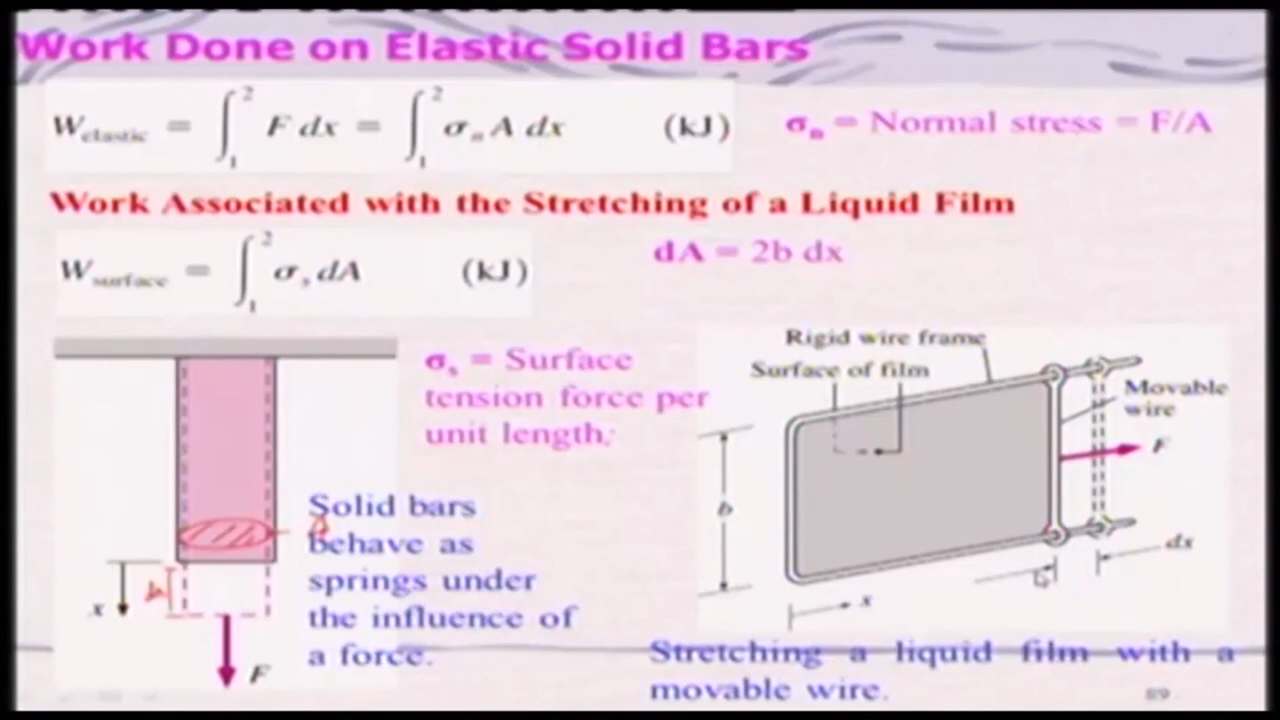 Work Done on Elastic Solid Bars
W_elastic = ∫₁² F dx = ∫₁² σₙ A dx (kJ)
σₙ = Normal stress = F/A
Work Associated with the Stretching of a Liquid Film
W_surface = ∫₁² σₛ dA (kJ)
dA = 2b dx
σₛ = Surface
tension force per
unit length;
Solid bars
behave as
springs under
the influence of
a force.
x
F
Rigid wire frame
Surface of film
Movable
wire
F
b
dx
x
Stretching a liquid film with a
movable wire.
89